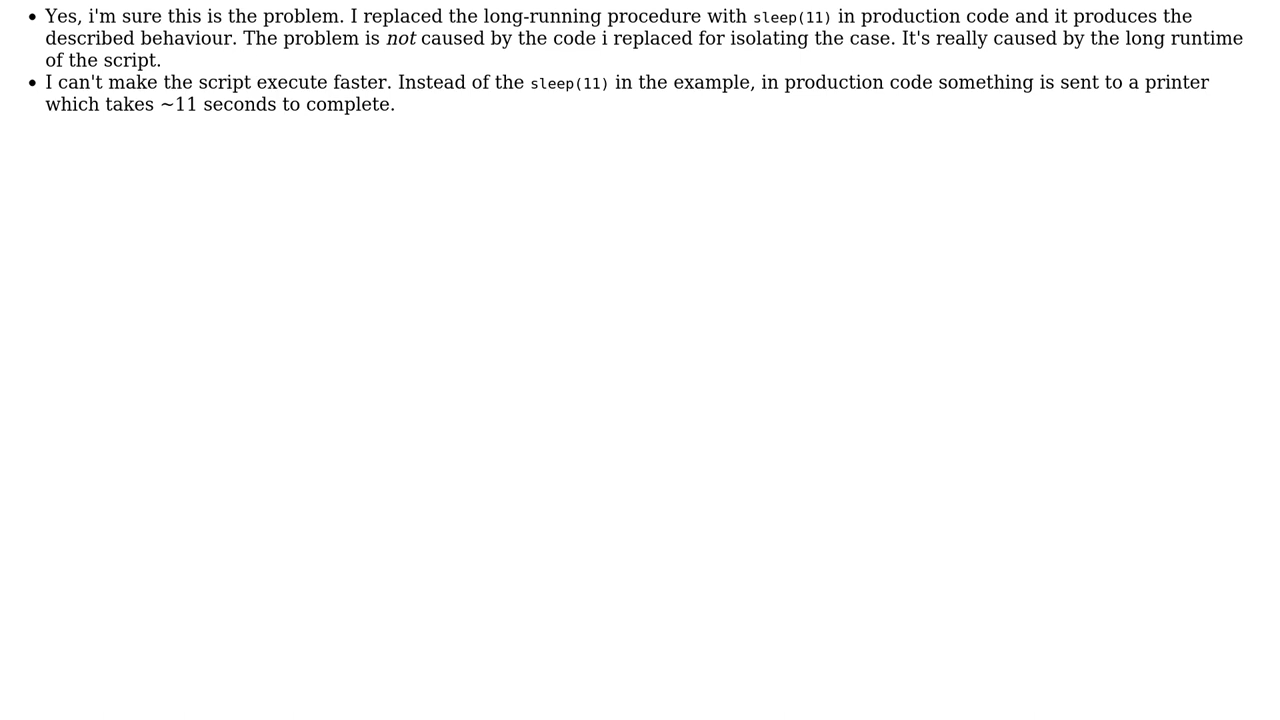 • Yes, i'm sure this is the problem. I replaced the long-running procedure with sleep(11) in production code and it produces the
described behaviour. The problem is not caused by the code i replaced for isolating the case. It's really caused by the long runtime
of the script.
• I can't make the script execute faster. Instead of the sleep(11) in the example, in production code something is sent to a printer
which takes ~11 seconds to complete.